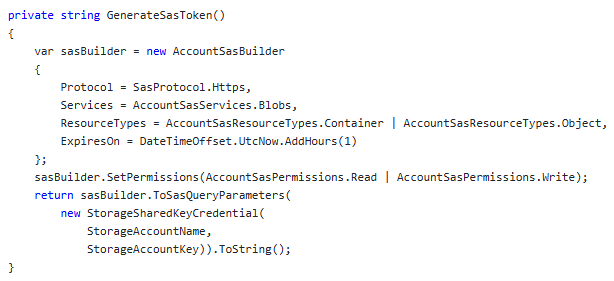 private string GenerateSasToken()
{
    var sasBuilder = new AccountSasBuilder
    {
        Protocol = SasProtocol.Https,
        Services = AccountSasServices.Blobs,
        ResourceTypes = AccountSasResourceTypes.Container | AccountSasResourceTypes.Object,
        ExpiresOn = DateTimeOffset.UtcNow.AddHours(1)
    };
    sasBuilder.SetPermissions(AccountSasPermissions.Read | AccountSasPermissions.Write);
    return sasBuilder.ToSasQueryParameters(
        new StorageSharedKeyCredential(
            StorageAccountName,
            StorageAccountKey)).ToString();
}